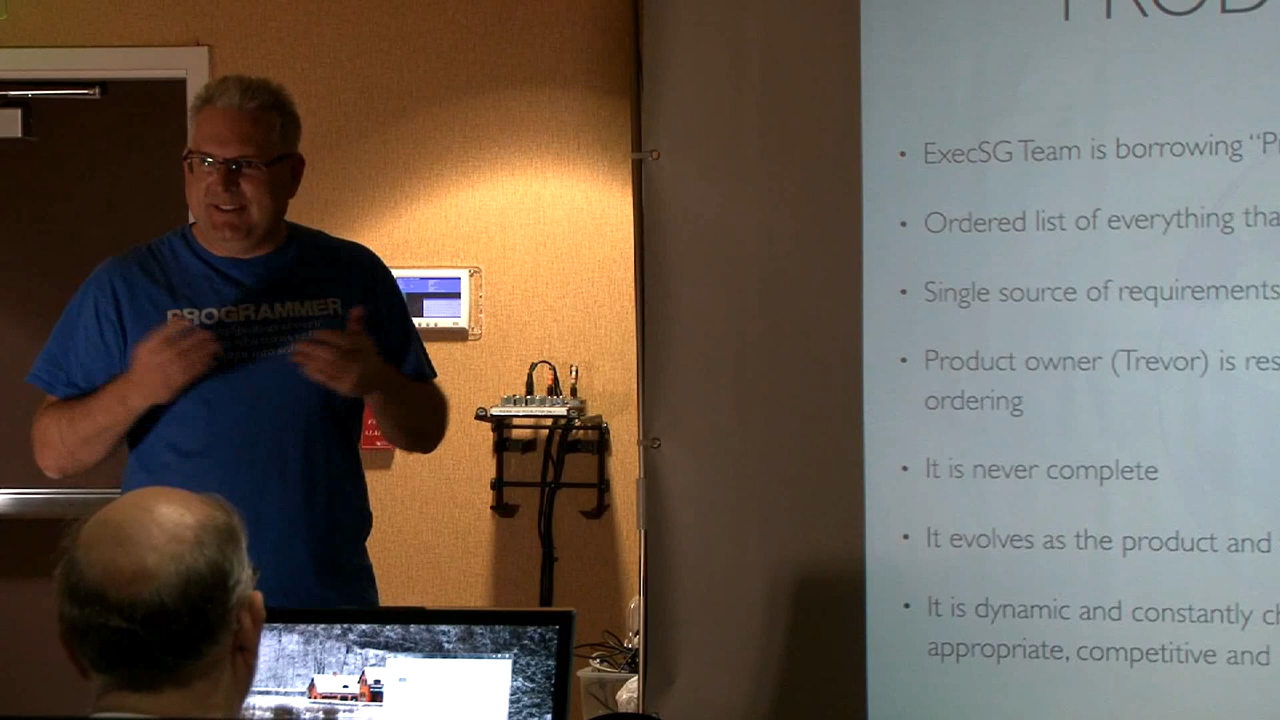 PROD
ExecSG Team is borrowing “P
Ordered list of everything tha
Single source of requirements
Product owner (Trevor) is res
ordering
It is never complete
It evolves as the product and
It is dynamic and constantly c
appropriate, competitive and
PROGRAMMER